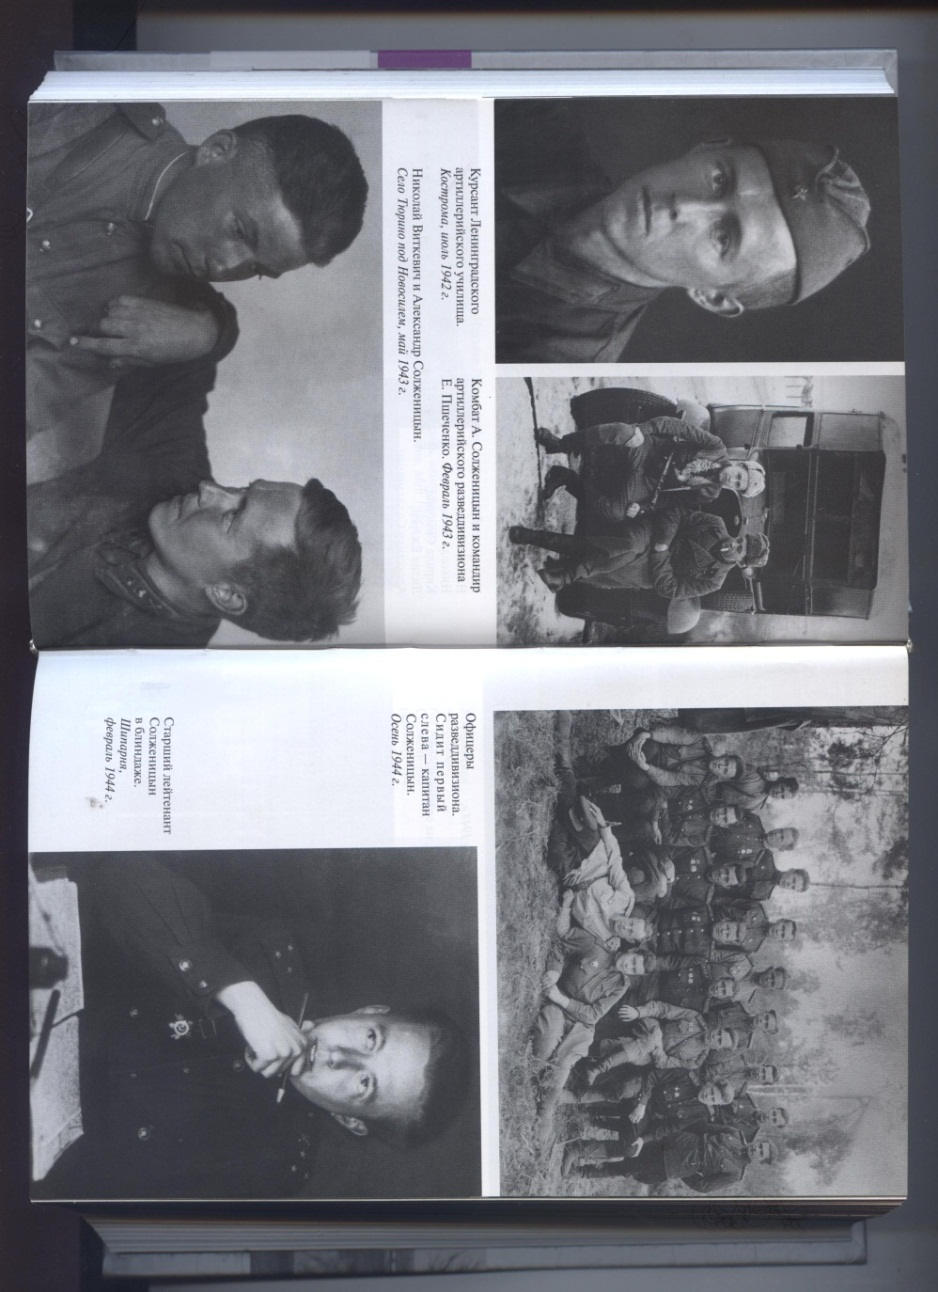 Курсант Ленинградского
артиллерийского училища.
Кострома, июль 1942 г.
Комбат А. Солженицын и командир
артиллерийского разведдивизиона
Е. Пшеченко. Февраль 1943 г.
Николай Виткевич и Александр Солженицын.
Село Тюрино под Новосилем, май 1943 г.
Офицеры
разведдивизиона.
Сидит первый
слева — капитан
Солженицын.
Осень 1944 г.
Старший лейтенант
Солженицын
в блиндаже.
Шипарня,
февраль 1944 г.